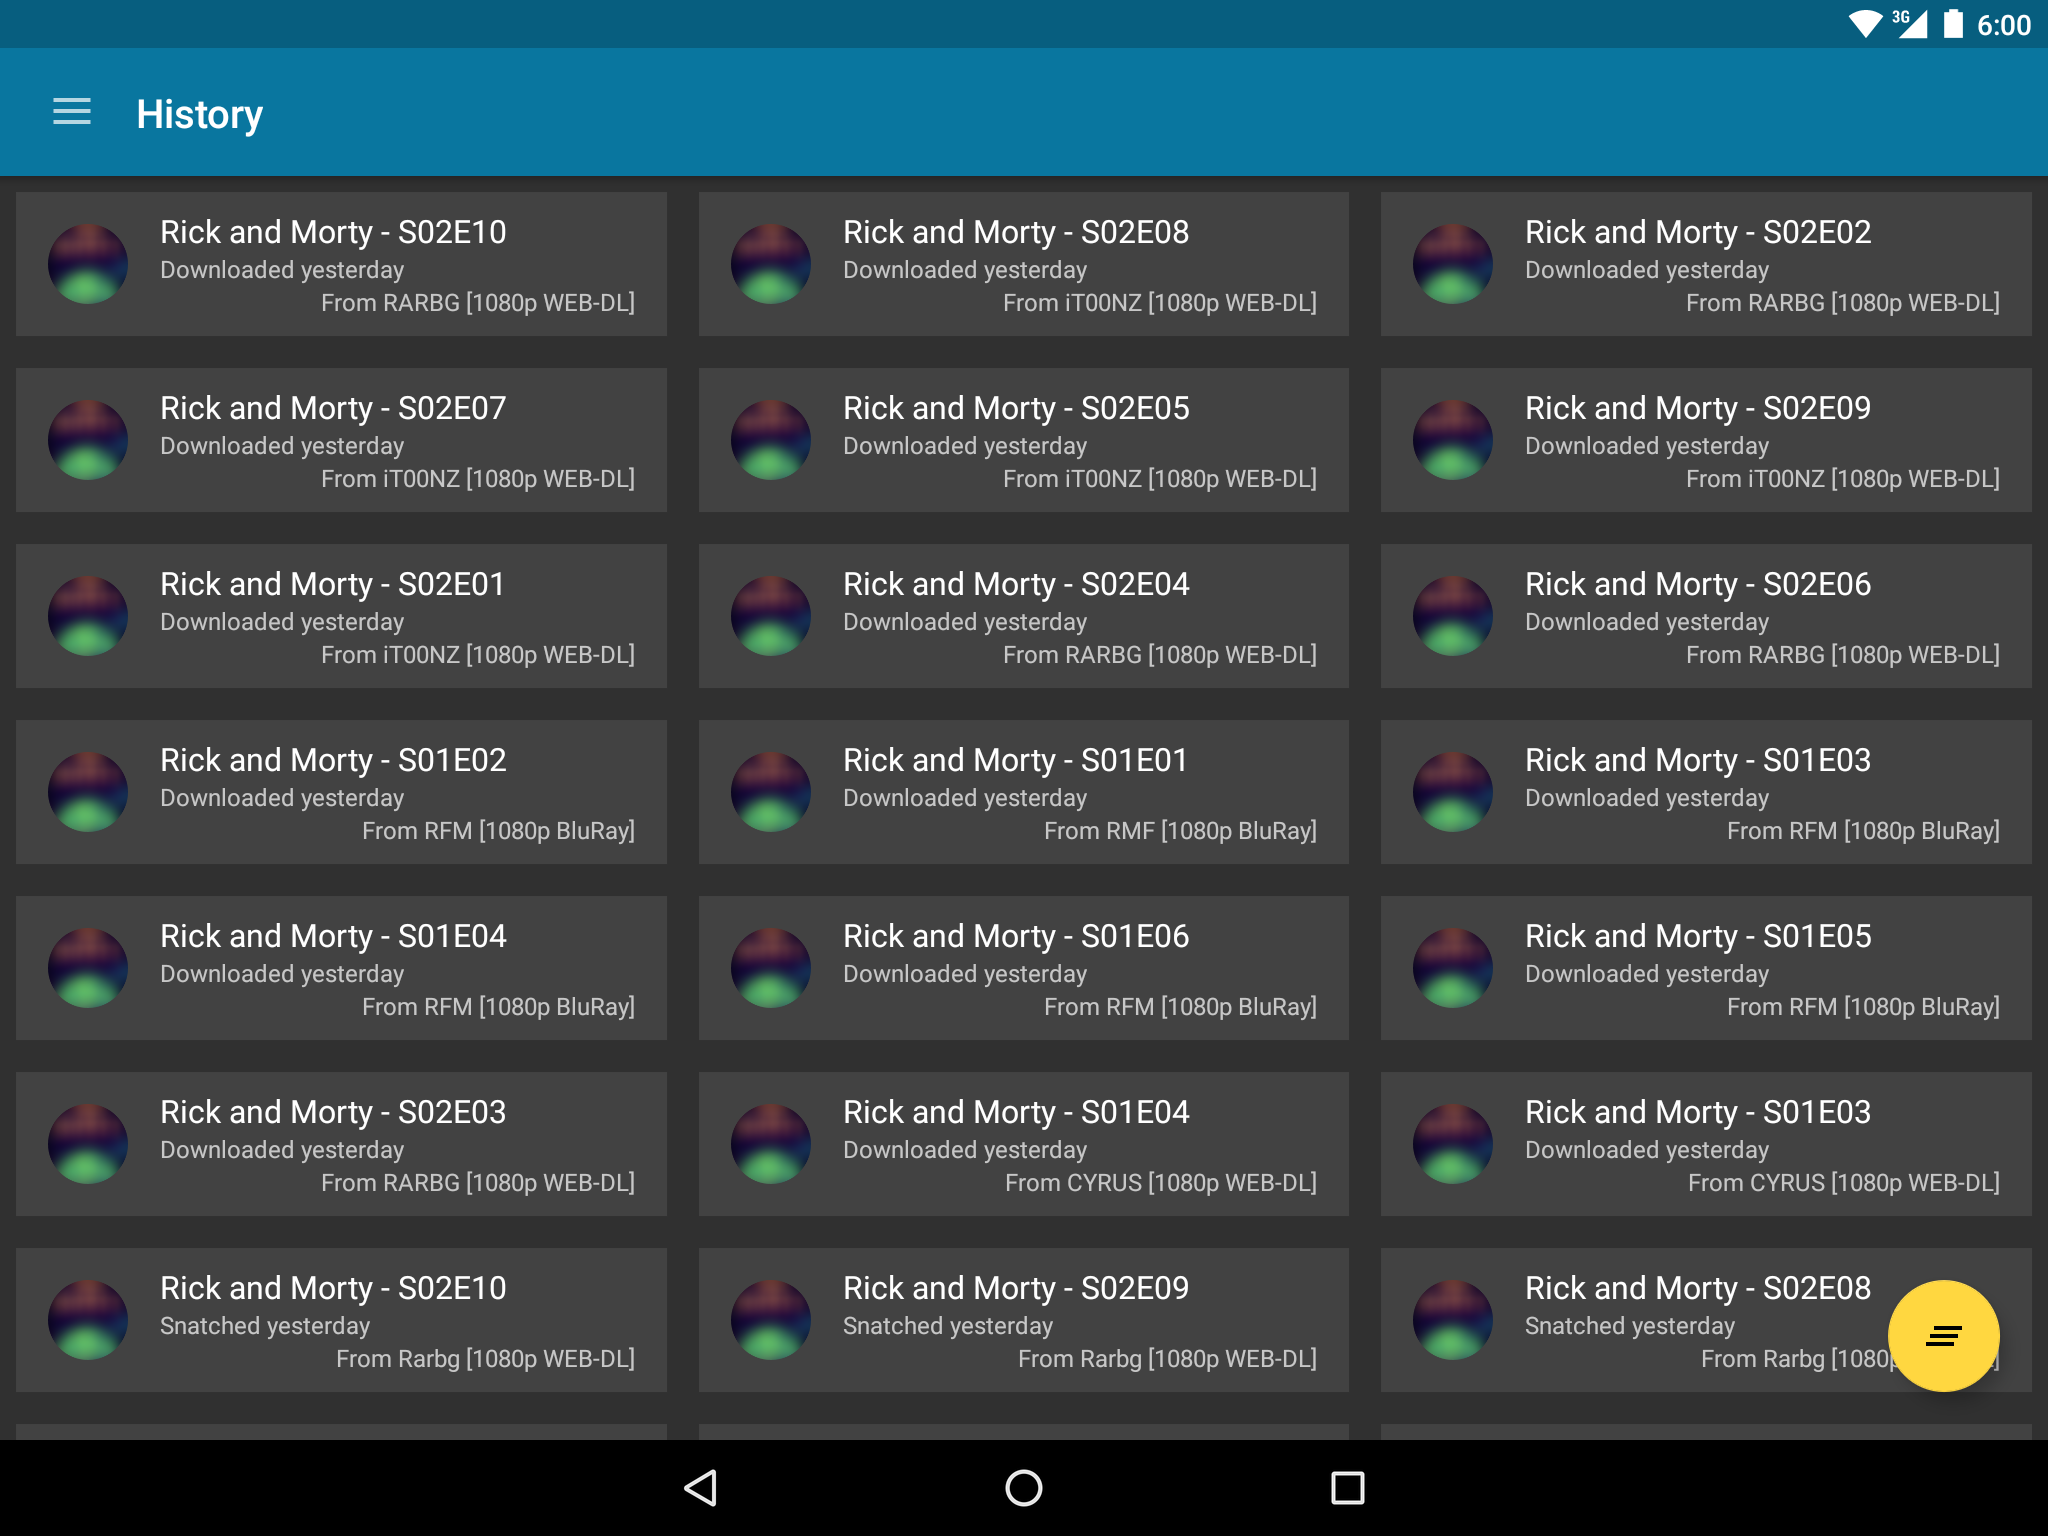 3G 6:00
History
Rick and Morty - S02E10
Downloaded yesterday
From RARBG [1080p WEB-DL]
Rick and Morty - S02E08
Downloaded yesterday
From iT00NZ [1080p WEB-DL]
Rick and Morty - S02E02
Downloaded yesterday
From RARBG [1080p WEB-DL]
Rick and Morty - S02E07
Downloaded yesterday
From iT00NZ [1080p WEB-DL]
Rick and Morty - S02E05
Downloaded yesterday
From iT00NZ [1080p WEB-DL]
Rick and Morty - S02E09
Downloaded yesterday
From iT00NZ [1080p WEB-DL]
Rick and Morty - S02E01
Downloaded yesterday
From iT00NZ [1080p WEB-DL]
Rick and Morty - S02E04
Downloaded yesterday
From RARBG [1080p WEB-DL]
Rick and Morty - S02E06
Downloaded yesterday
From RARBG [1080p WEB-DL]
Rick and Morty - S01E02
Downloaded yesterday
From RFM [1080p BluRay]
Rick and Morty - S01E01
Downloaded yesterday
From RMF [1080p BluRay]
Rick and Morty - S01E03
Downloaded yesterday
From RFM [1080p BluRay]
Rick and Morty - S01E04
Downloaded yesterday
From RFM [1080p BluRay]
Rick and Morty - S01E06
Downloaded yesterday
From RFM [1080p BluRay]
Rick and Morty - S01E05
Downloaded yesterday
From RFM [1080p BluRay]
Rick and Morty - S02E03
Downloaded yesterday
From RARBG [1080p WEB-DL]
Rick and Morty - S01E04
Downloaded yesterday
From CYRUS [1080p WEB-DL]
Rick and Morty - S01E03
Downloaded yesterday
From CYRUS [1080p WEB-DL]
Rick and Morty - S02E10
Snatched yesterday
From Rarbg [1080p WEB-DL]
Rick and Morty - S02E09
Snatched yesterday
From Rarbg [1080p WEB-DL]
Rick and Morty - S02E08
Snatched yesterday
From Rarbg [1080p